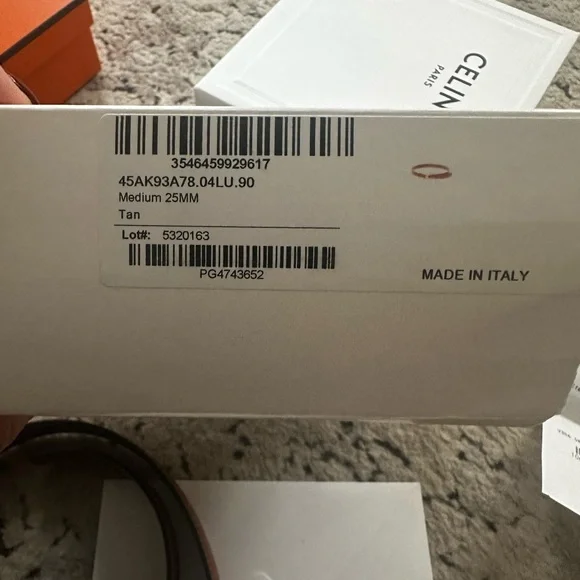 CELIN
PARIS
3546459929617
45AK93A78.04LU.90
Medium 25MM
Tan
Lot#: 5320163
PG4743652
MADE IN ITALY